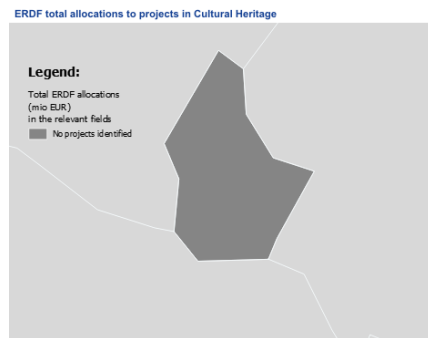 ERDF total allocations to projects in Cultural Heritage
Legend:
Total ERDF allocations
(mio EUR)
in the relevant fields
No projects identified